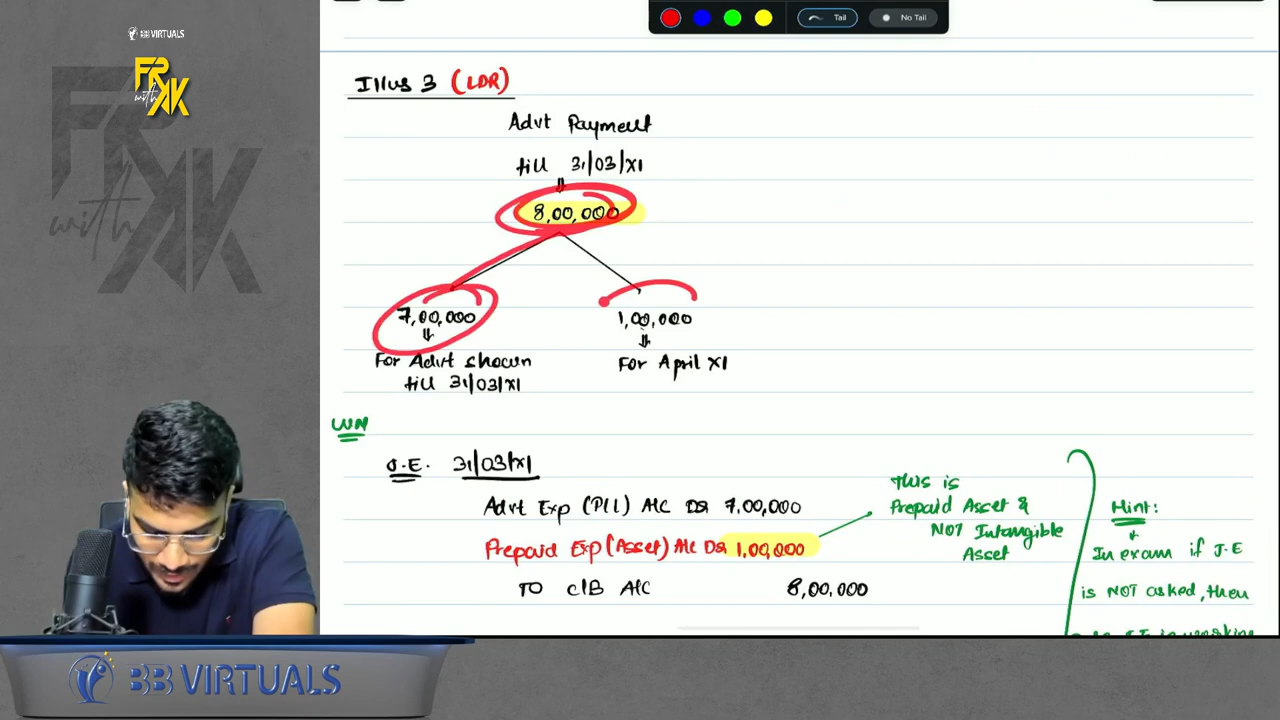 Tail
No Tail
BB VIRTUALS
FR
with
AK
Illus 3 (LDR)
Advt Payment
till 31/03/X1
8,00,000
7,00,000
1,00,000
For Advt shown
till 31/03/X1
For April X1
WN
J.E. 31/03/X1
Advt Exp (P/L) A/c Dr 7,00,000
Prepaid Exp (Asset) A/c Dr 1,00,000
TO C/B A/c 8,00,000
This is
Prepaid Asset &
NOT Intangible
Asset
Hint:
In exam if J.E
is NOT asked, then
BB VIRTUALS